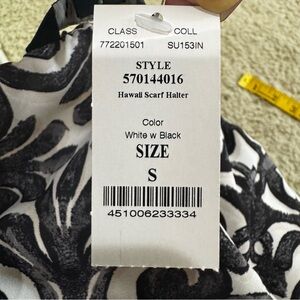 CLASS COLL
772201501 SU153IN
STYLE
570144016
Hawaii Scarf Halter
Color
White w Black
SIZE
S
451006233334